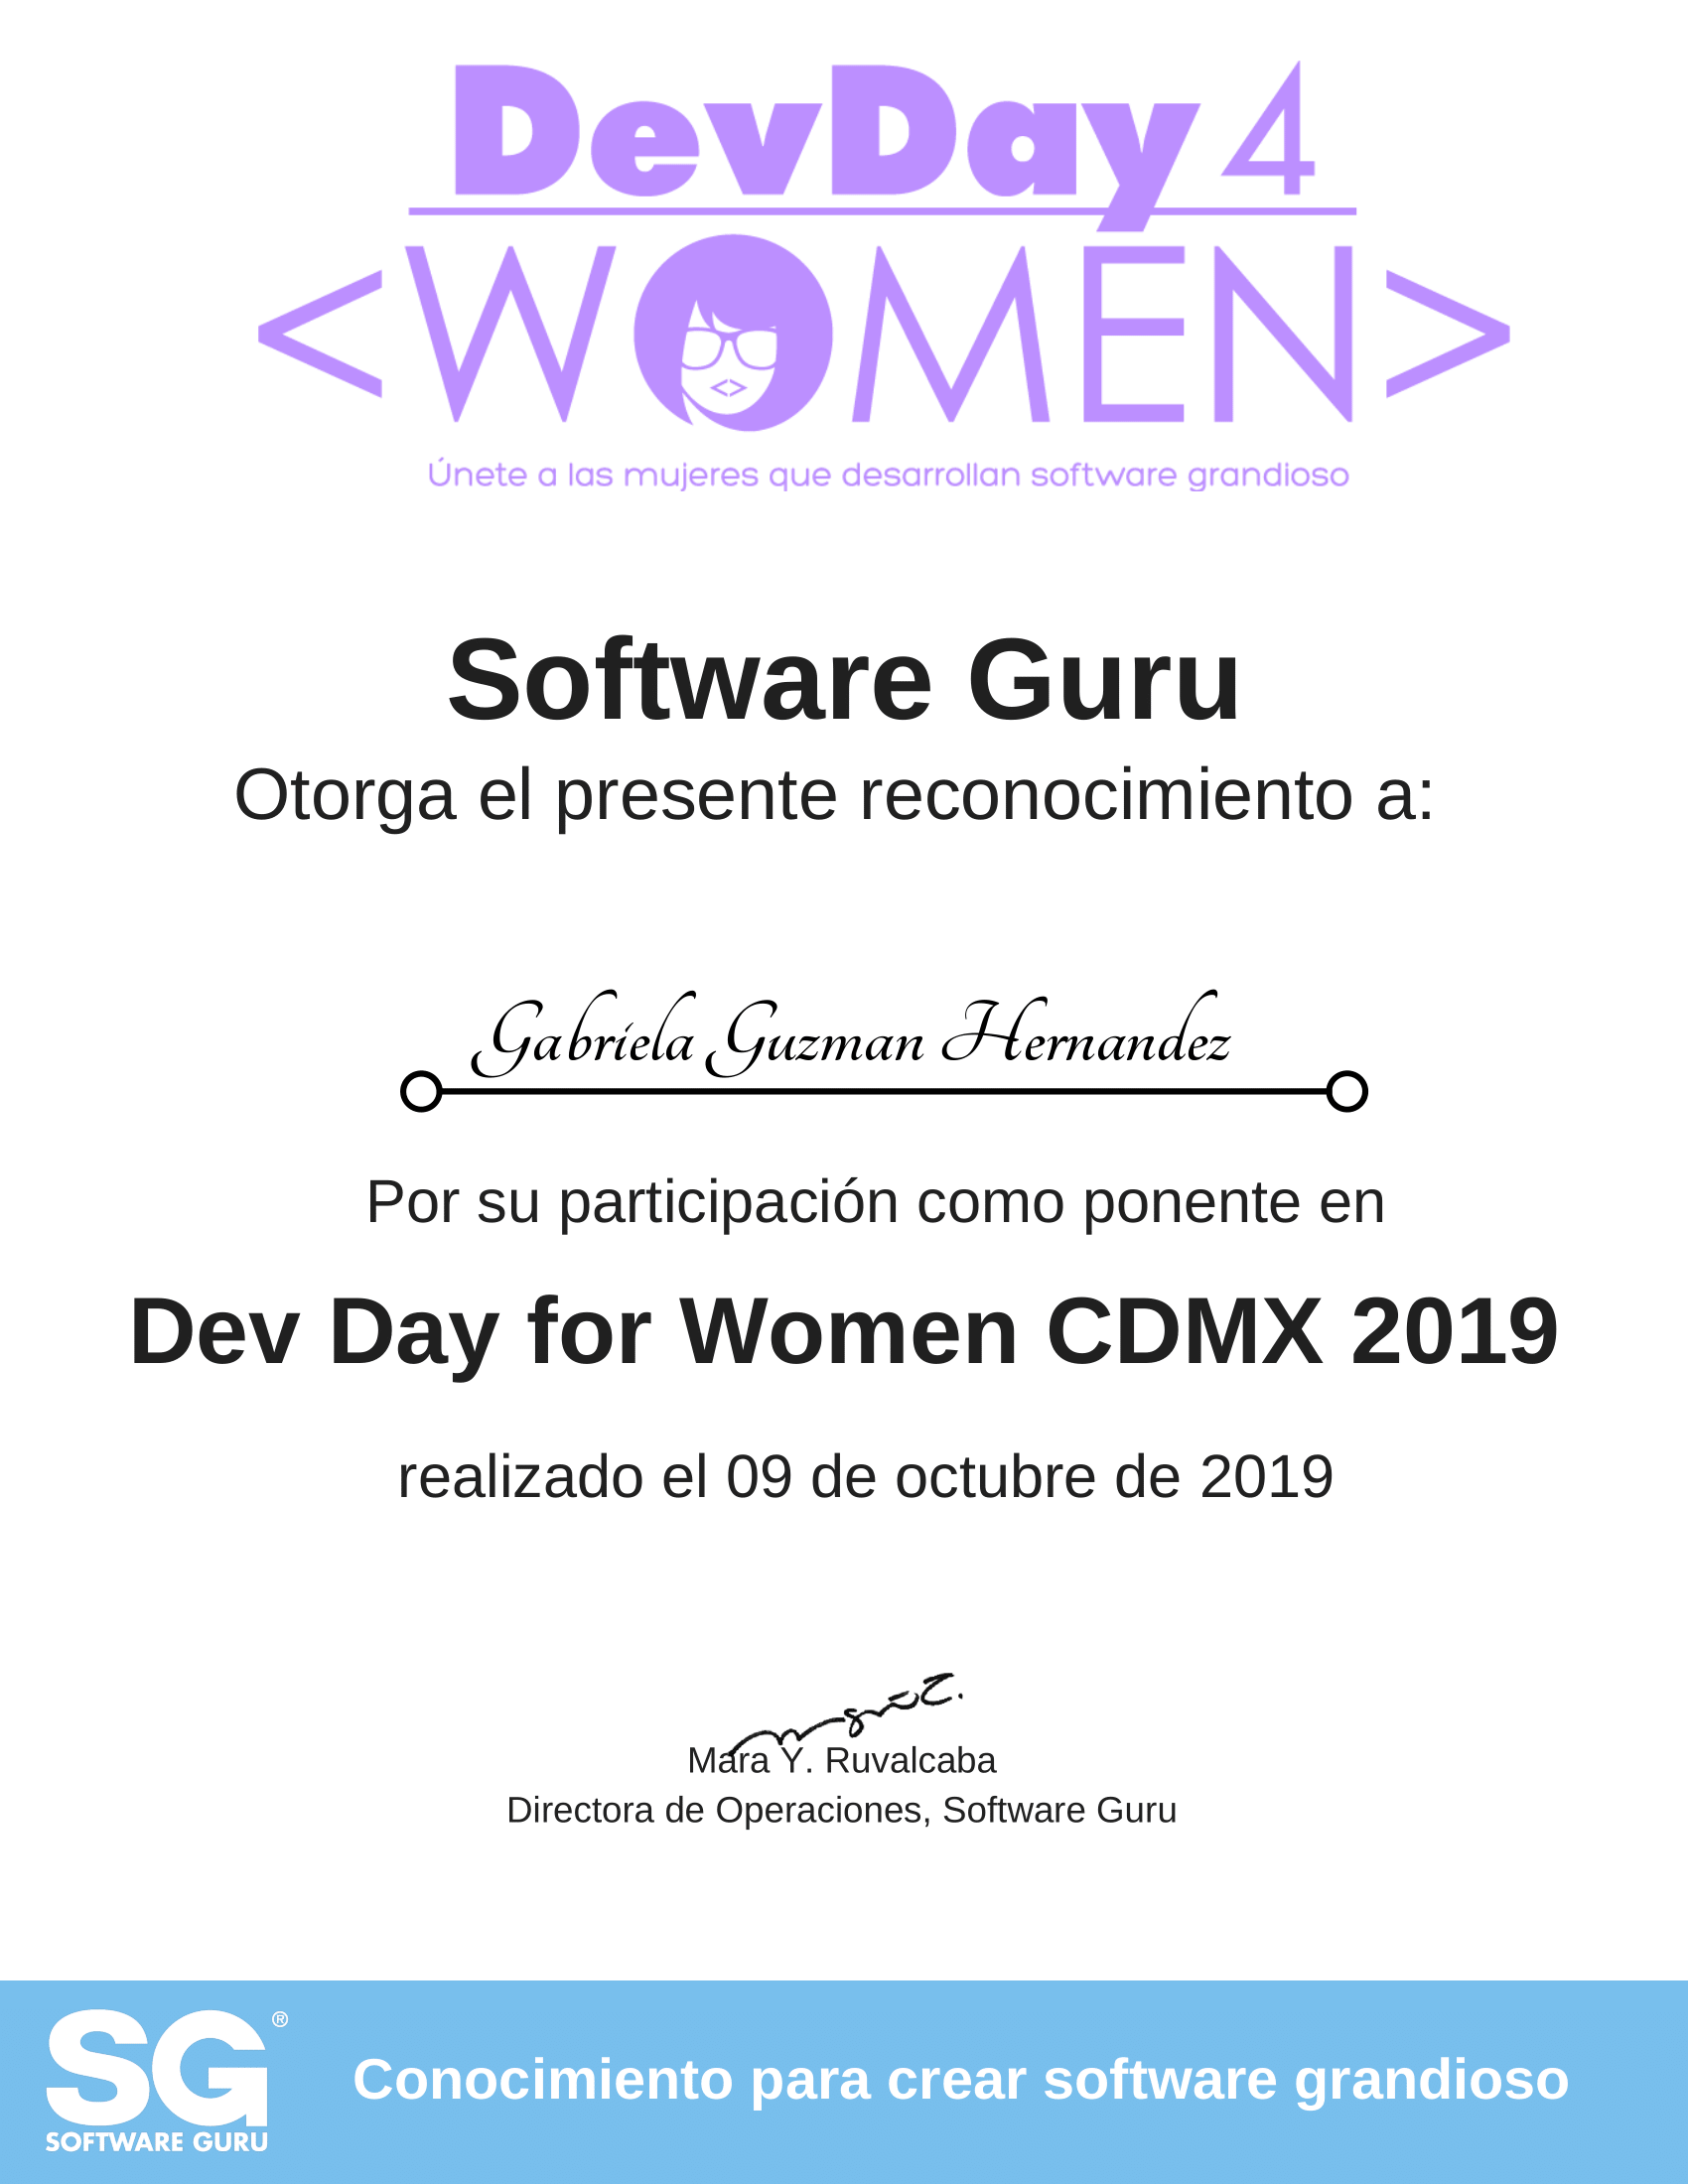 DevDay4
<WOMEN>
Únete a las mujeres que desarrollan software grandioso
Software Guru
Otorga el presente reconocimiento a:
Gabriela Guzman Hernandez
Por su participación como ponente en
Dev Day for Women CDMX 2019
realizado el 09 de octubre de 2019
Mara Y. Ruvalcaba
Directora de Operaciones, Software Guru
SG®
SOFTWARE GURU
Conocimiento para crear software grandioso